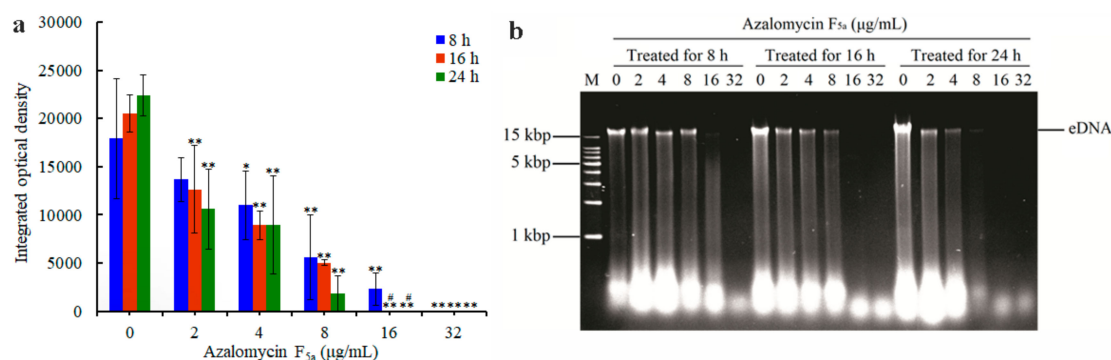 a
30000
25000
20000
15000
10000
5000
0
Integrated optical density
8 h
16 h
24 h
** **
* ** **
** ** **
** # ** # **
** ** **
0 2 4 8 16 32
Azalomycin F5a (μg/mL)
b
Azalomycin F5a (μg/mL)
Treated for 8 h Treated for 16 h Treated for 24 h
M 0 2 4 8 16 32 0 2 4 8 16 32 0 2 4 8 16 32
eDNA
15 kbp
5 kbp
1 kbp